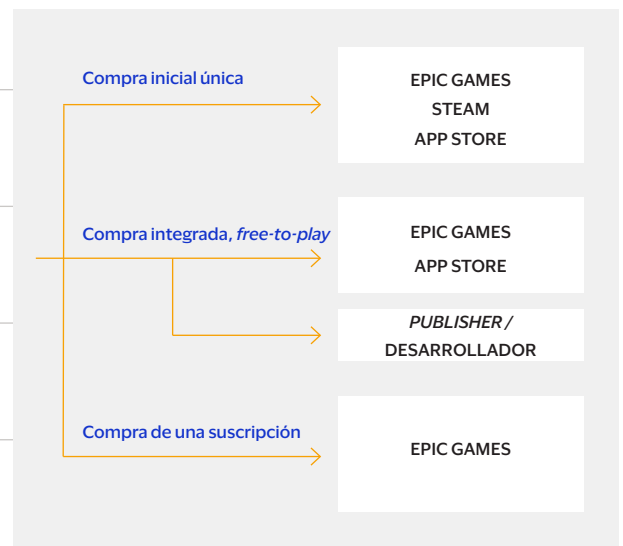 Compra inicial única
EPIC GAMES
STEAM
APP STORE
Compra integrada, free-to-play
EPIC GAMES
APP STORE
PUBLISHER /
DESARROLLADOR
Compra de una suscripción
EPIC GAMES